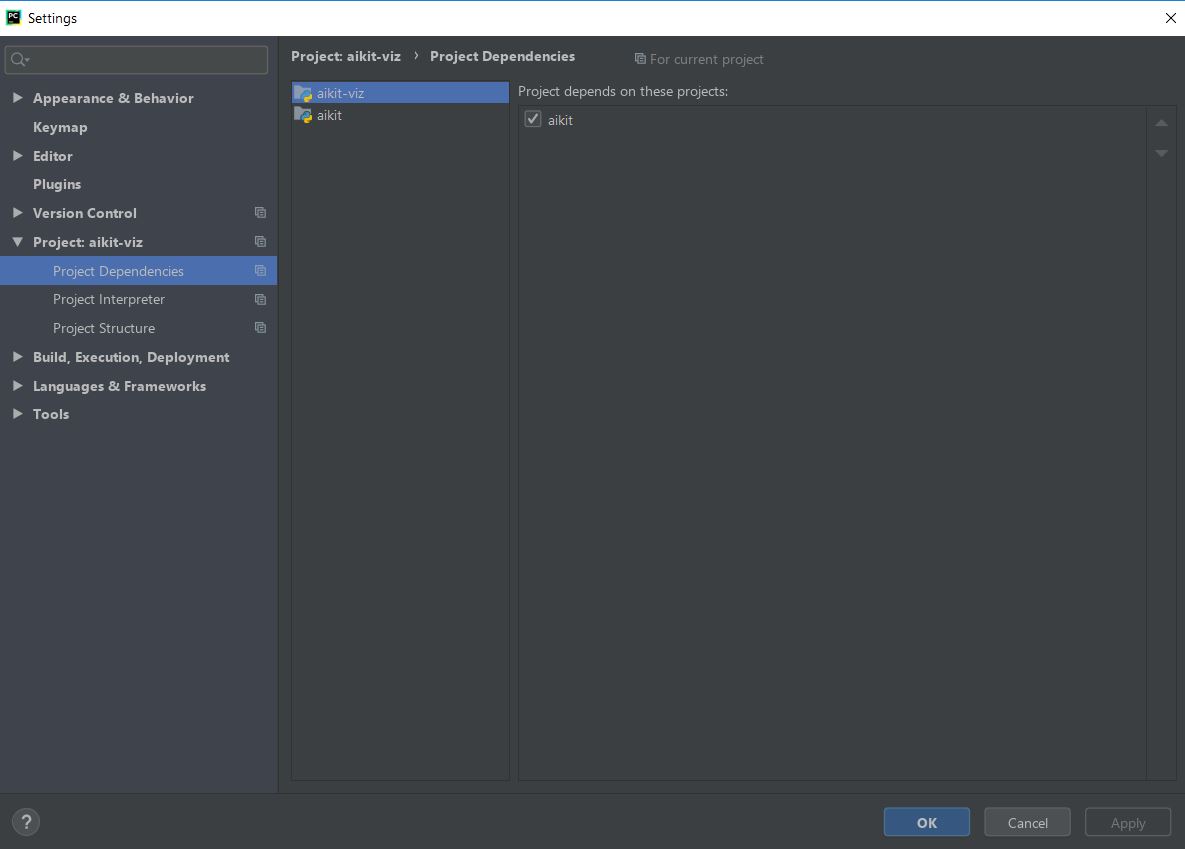 PC
Settings
Project: aikit-viz › Project Dependencies
For current project
Appearance & Behavior
Keymap
Editor
Plugins
Version Control
Project: aikit-viz
Project Dependencies
Project Interpreter
Project Structure
Build, Execution, Deployment
Languages & Frameworks
Tools
aikit-viz
aikit
Project depends on these projects:
aikit
?
OK
Cancel
Apply